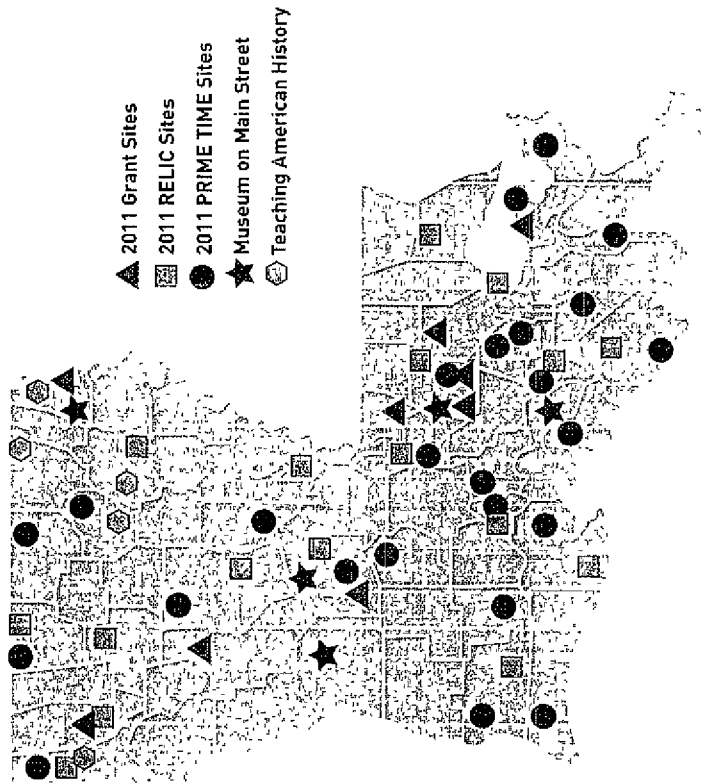 2011 Grant Sites
2011 RELIC Sites
2011 PRIME TIME Sites
Museum on Main Street
Teaching American History